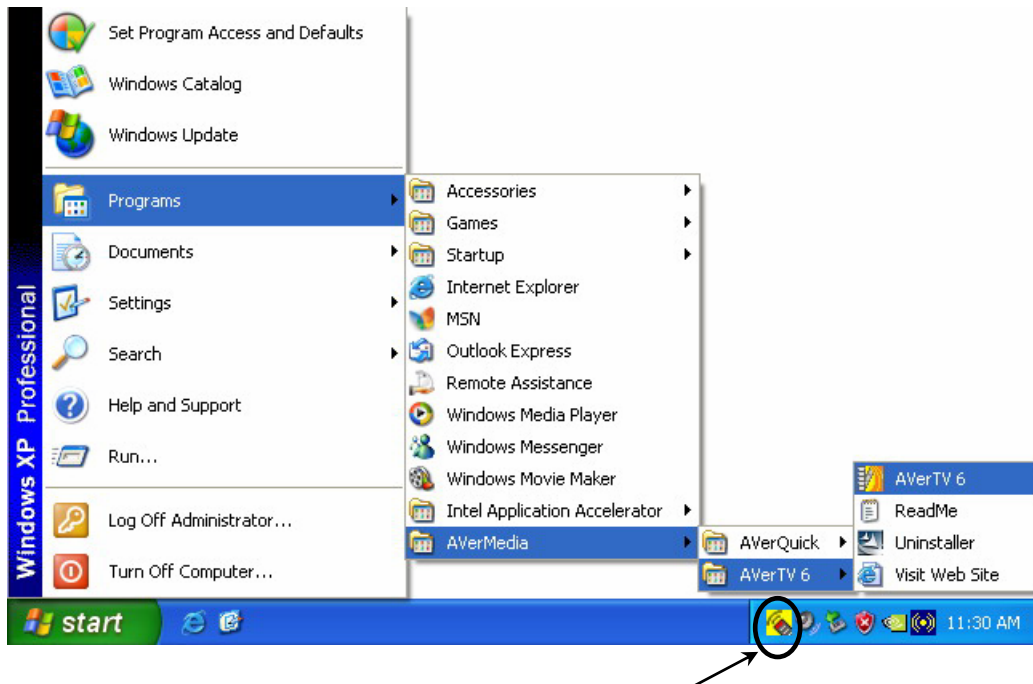 Set Program Access and Defaults
Windows Catalog
Windows Update
Programs
Documents
Settings
Search
Help and Support
Run...
Log Off Administrator...
Turn Off Computer...
Windows XP Professional
Accessories
Games
Startup
Internet Explorer
MSN
Outlook Express
Remote Assistance
Windows Media Player
Windows Messenger
Windows Movie Maker
Intel Application Accelerator
AVerMedia
AVerQuick
AVerTV 6
AVerTV 6
ReadMe
Uninstaller
Visit Web Site
start
11:30 AM